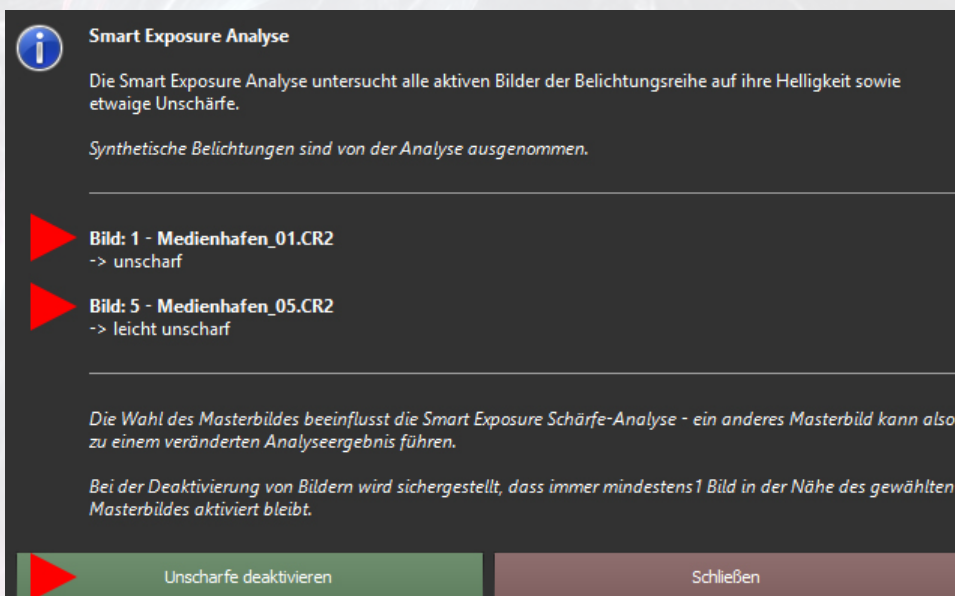 Smart Exposure Analyse
Die Smart Exposure Analyse untersucht alle aktiven Bilder der Belichtungsreihe auf ihre Helligkeit sowie
etwaige Unschärfe.
Synthetische Belichtungen sind von der Analyse ausgenommen.
Bild: 1 - Medienhafen_01.CR2
-> unscharf
Bild: 5 - Medienhafen_05.CR2
-> leicht unscharf
Die Wahl des Masterbildes beeinflusst die Smart Exposure Schärfe-Analyse - ein anderes Masterbild kann also
zu einem veränderten Analyseergebnis führen.
Bei der Deaktivierung von Bildern wird sichergestellt, dass immer mindestens 1 Bild in der Nähe des gewählten
Masterbildes aktiviert bleibt.
Unscharfe deaktivieren
Schließen